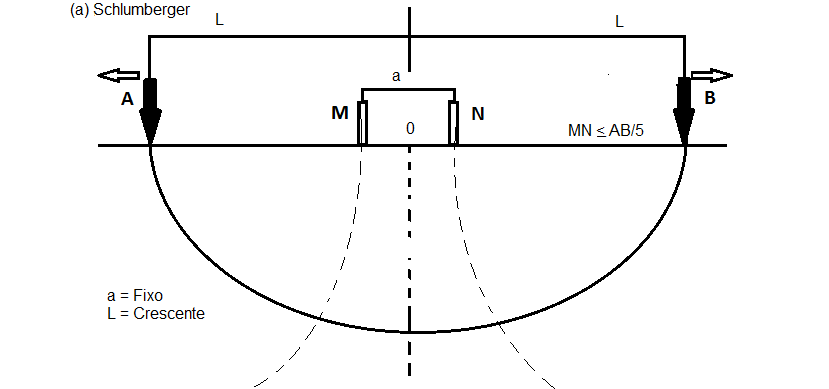 (a) Schlumberger
L
L
a
A
B
M
N
0
MN ≤ AB/5
a = Fixo
L = Crescente